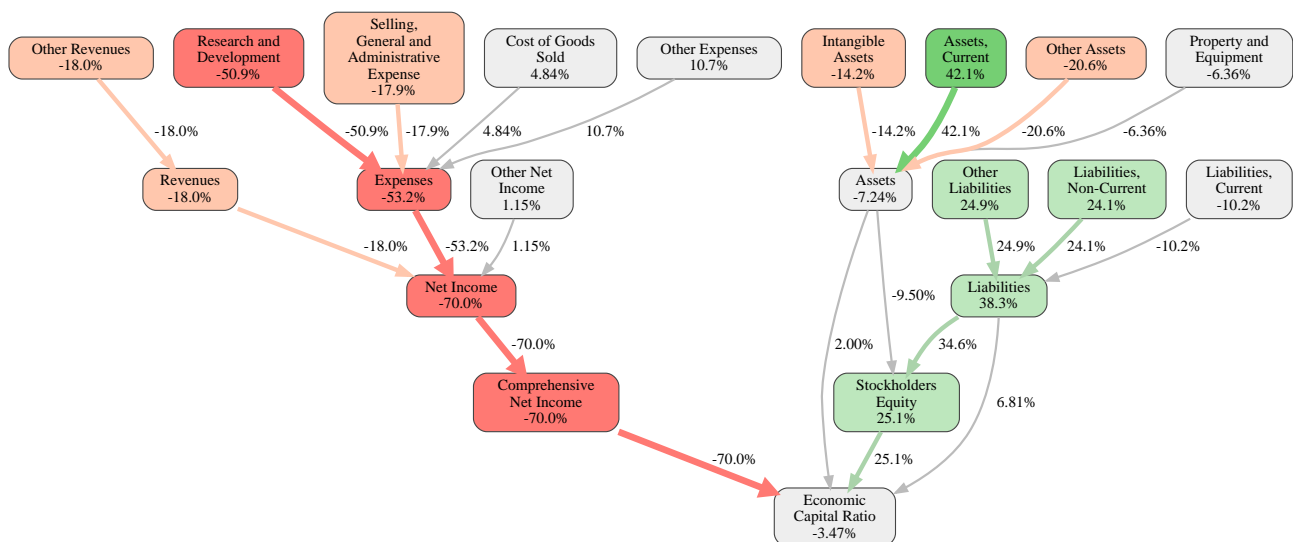 Other Revenues
-18.0%
Research and
Development
-50.9%
Selling,
General and
Administrative
Expense
-17.9%
Cost of Goods
Sold
4.84%
Other Expenses
10.7%
Intangible
Assets
-14.2%
Assets,
Current
42.1%
Other Assets
-20.6%
Property and
Equipment
-6.36%
-18.0%
-50.9%
-17.9%
4.84%
10.7%
-14.2%
42.1%
-20.6%
-6.36%
Revenues
-18.0%
Expenses
-53.2%
Other Net
Income
1.15%
Assets
-7.24%
Other
Liabilities
24.9%
Liabilities,
Non-Current
24.1%
Liabilities,
Current
-10.2%
-18.0%
-53.2%
1.15%
24.9%
24.1%
-10.2%
Net Income
-70.0%
-9.50%
Liabilities
38.3%
-70.0%
2.00%
34.6%
Comprehensive
Net Income
-70.0%
Stockholders
Equity
25.1%
6.81%
-70.0%
25.1%
Economic
Capital Ratio
-3.47%